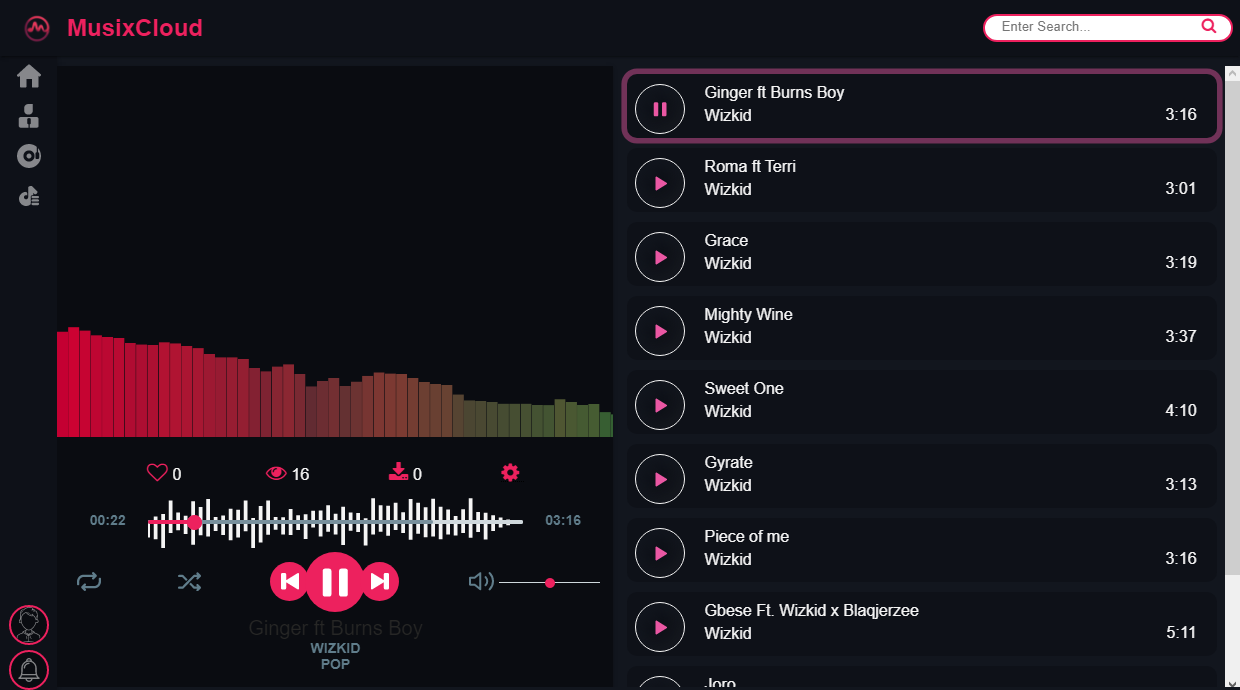 MusixCloud
Enter Search...
0
16
0
00:22
03:16
Ginger ft Burns Boy
WIZKID
POP
Ginger ft Burns Boy
Wizkid
3:16
Roma ft Terri
Wizkid
3:01
Grace
Wizkid
3:19
Mighty Wine
Wizkid
3:37
Sweet One
Wizkid
4:10
Gyrate
Wizkid
3:13
Piece of me
Wizkid
3:16
Gbese Ft. Wizkid x Blaqjerzee
Wizkid
5:11
Joro